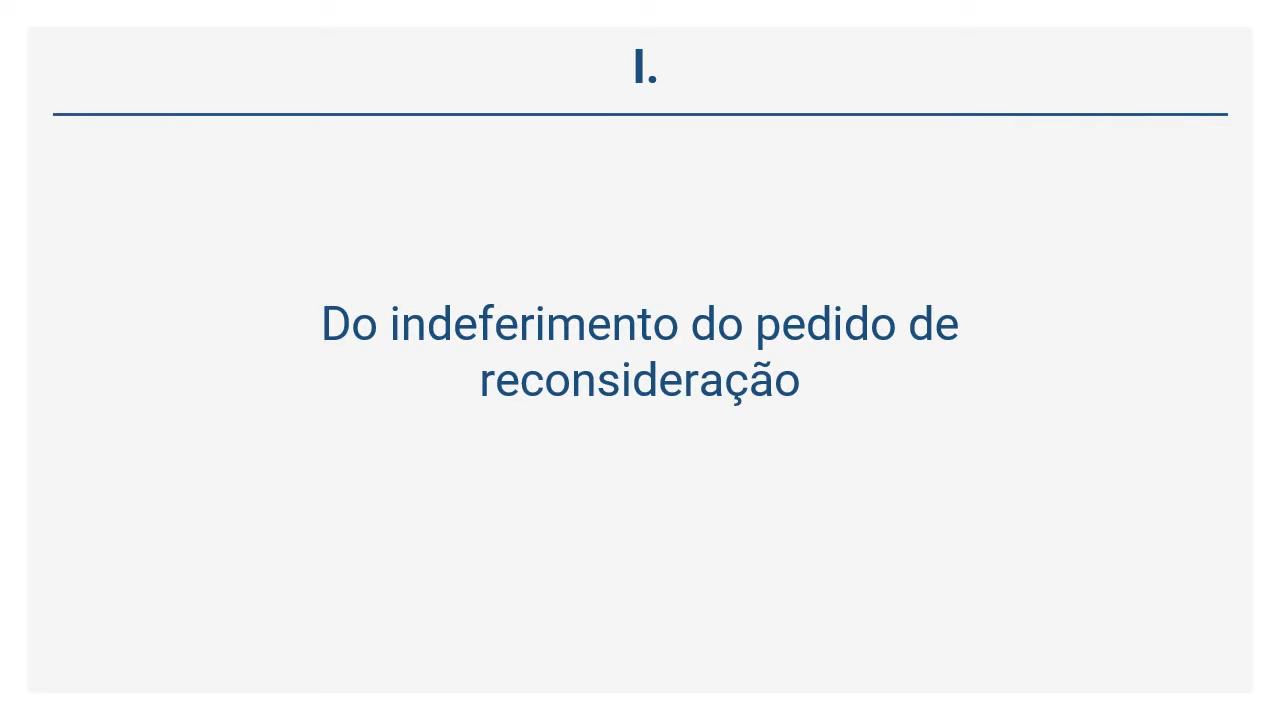 I.
Do indeferimento do pedido de
reconsideração